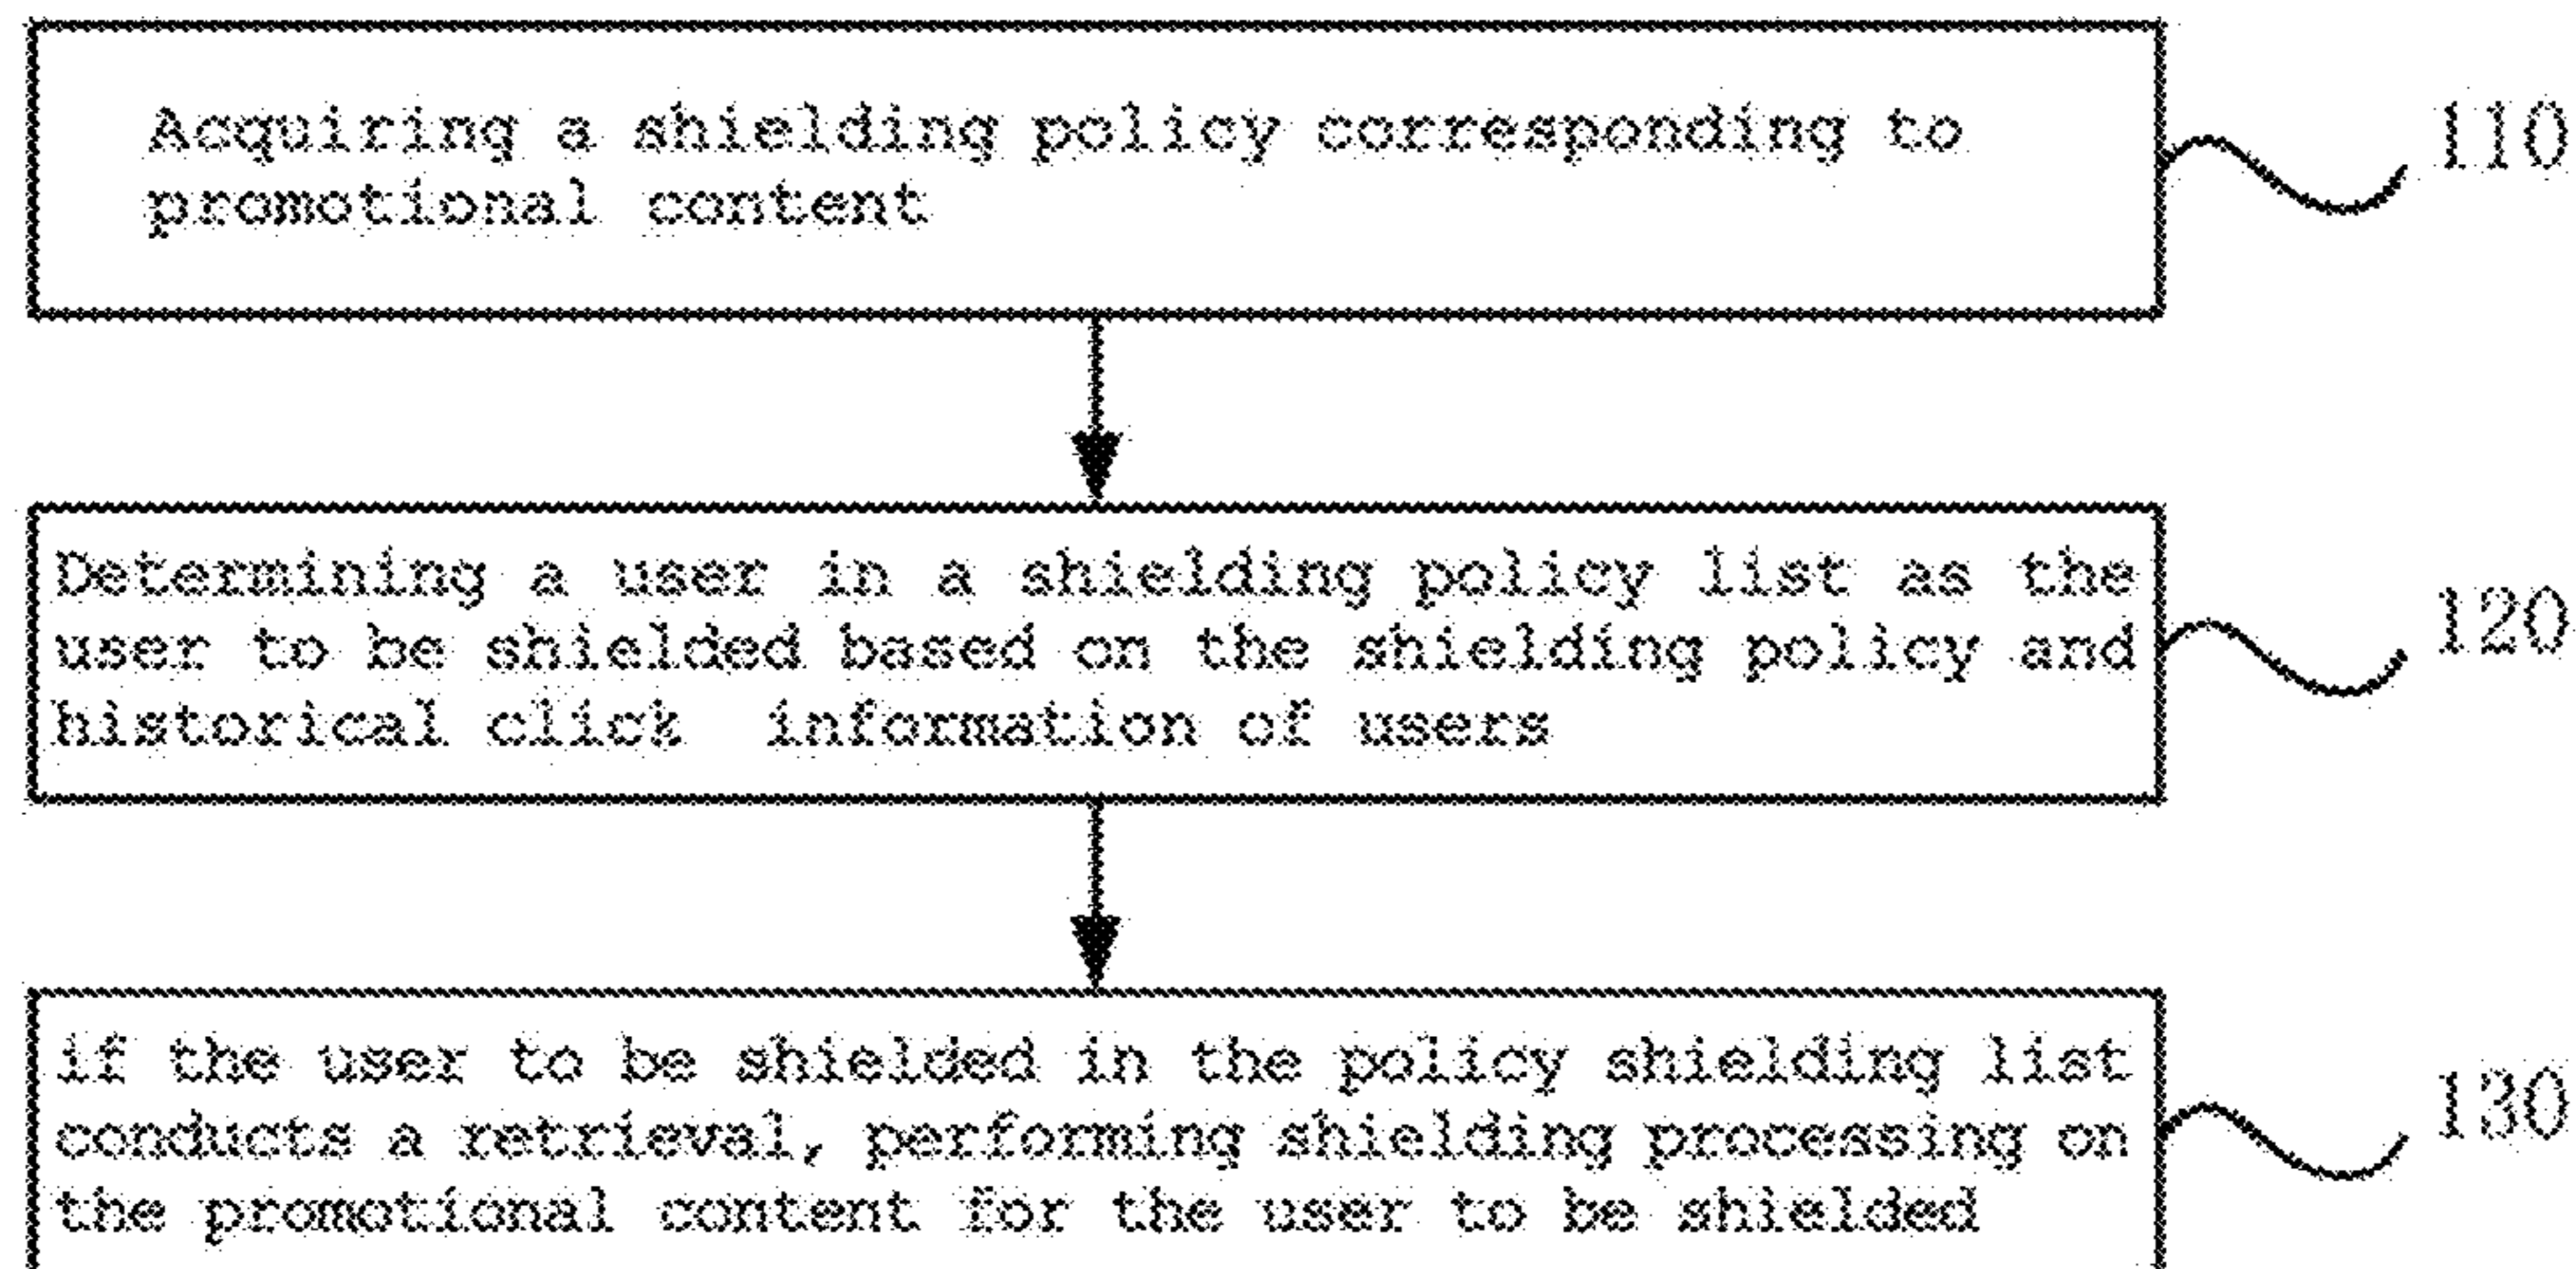 Acquiring a shielding policy corresponding to
promotional content
110
Determining a user in a shielding policy list as the
user to be shielded based on the shielding policy and
historical click information of users
120
if the user to be shielded in the policy shielding list
conducts a retrieval, performing shielding processing on
the promotional content for the user to be shielded
130